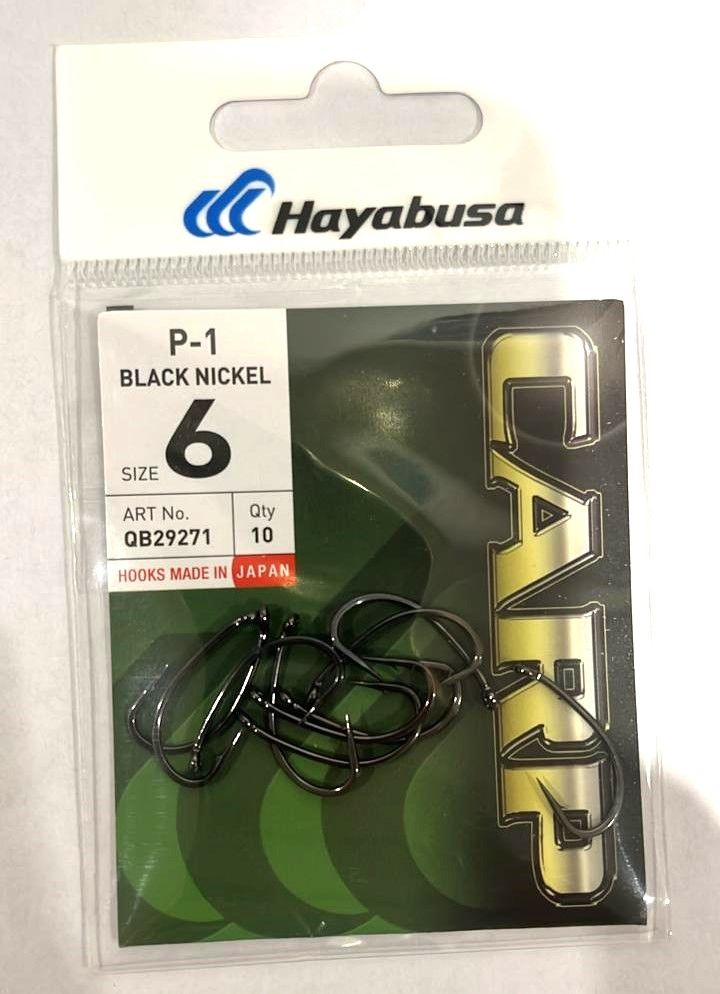 Hayabusa
P-1
BLACK NICKEL
SIZE 6
ART No.
QB29271
Qty
10
HOOKS MADE IN JAPAN
CARP